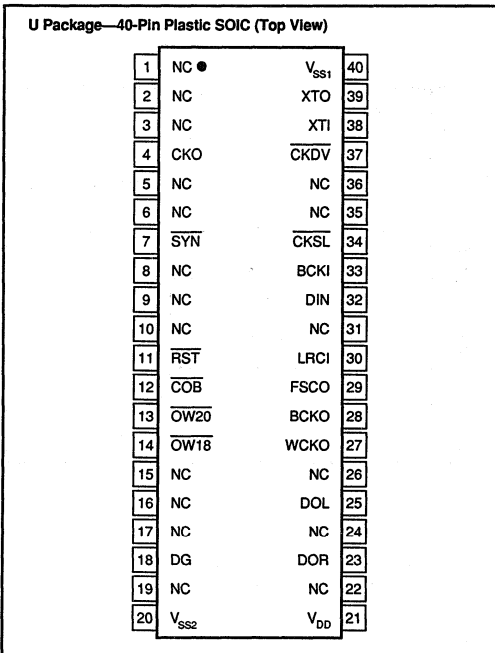 U Package—40-Pin Plastic SOIC (Top View)
1 NC VSS1 40
2 NC XTO 39
3 NC XTI 38
4 CKO CKDV 37
5 NC NC 36
6 NC NC 35
7 SYN CKSL 34
8 NC BCKI 33
9 NC DIN 32
10 NC NC 31
11 RST LRCI 30
12 COB FSCO 29
13 OW20 BCKO 28
14 OW18 WCKO 27
15 NC NC 26
16 NC DOL 25
17 NC NC 24
18 DG DOR 23
19 NC NC 22
20 VSS2 VDD 21